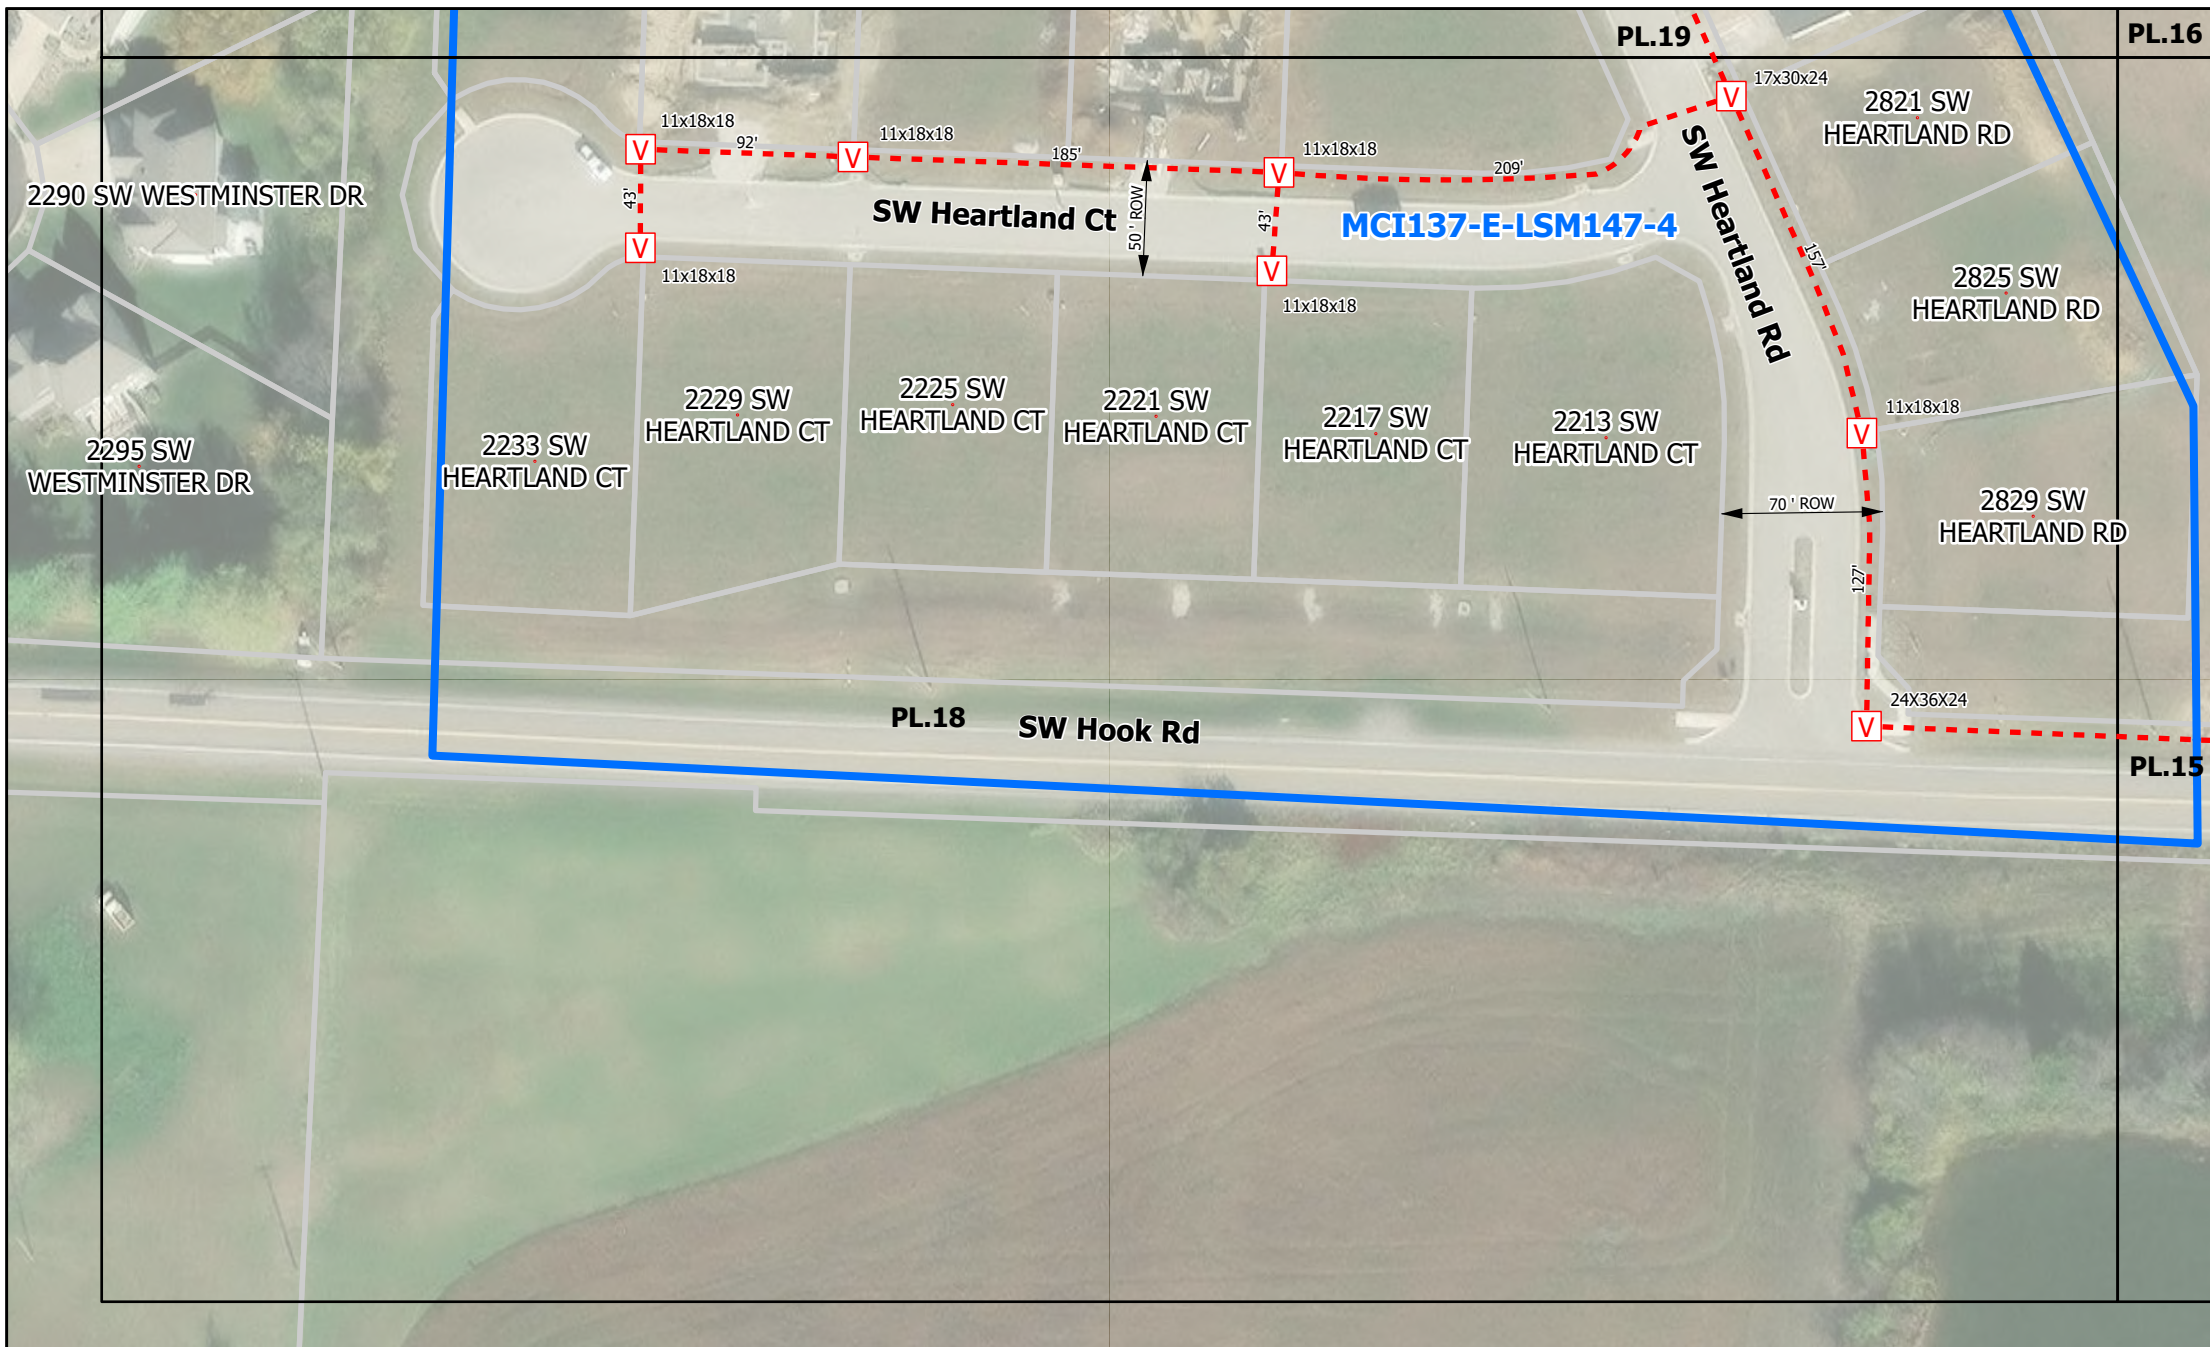 PL.19
PL.16
17x30x24
2821 SW
HEARTLAND RD
11x18x18
92'
11x18x18
185'
11x18x18
209'
2290 SW WESTMINSTER DR
43'
SW Heartland Ct
50 ' ROW
43'
MCI137-E-LSM147-4
SW Heartland Rd
157'
11x18x18
11x18x18
2825 SW
HEARTLAND RD
2233 SW
HEARTLAND CT
2229 SW
HEARTLAND CT
2225 SW
HEARTLAND CT
2221 SW
HEARTLAND CT
2217 SW
HEARTLAND CT
2213 SW
HEARTLAND CT
11x18x18
2295 SW
WESTMINSTER DR
70 ' ROW
2829 SW
HEARTLAND RD
127'
24X36X24
PL.18
SW Hook Rd
PL.15
V
V
V
V
V
V
V
V